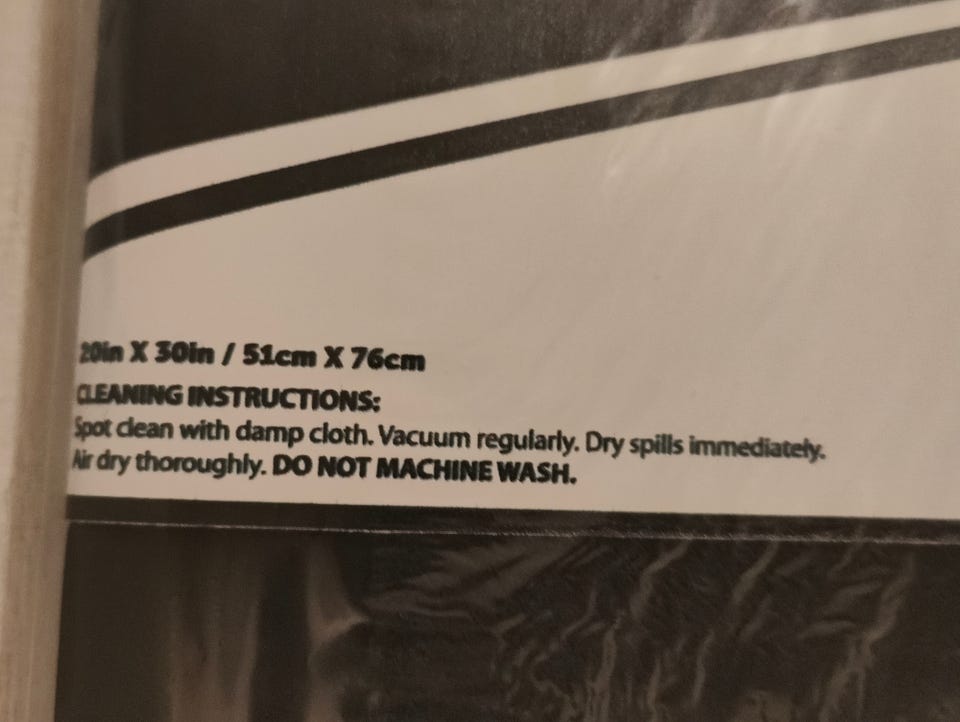 20in X 30in / 51cm X 76cm
CLEANING INSTRUCTIONS:
Spot clean with damp cloth. Vacuum regularly. Dry spills immediately.
Air dry thoroughly. DO NOT MACHINE WASH.